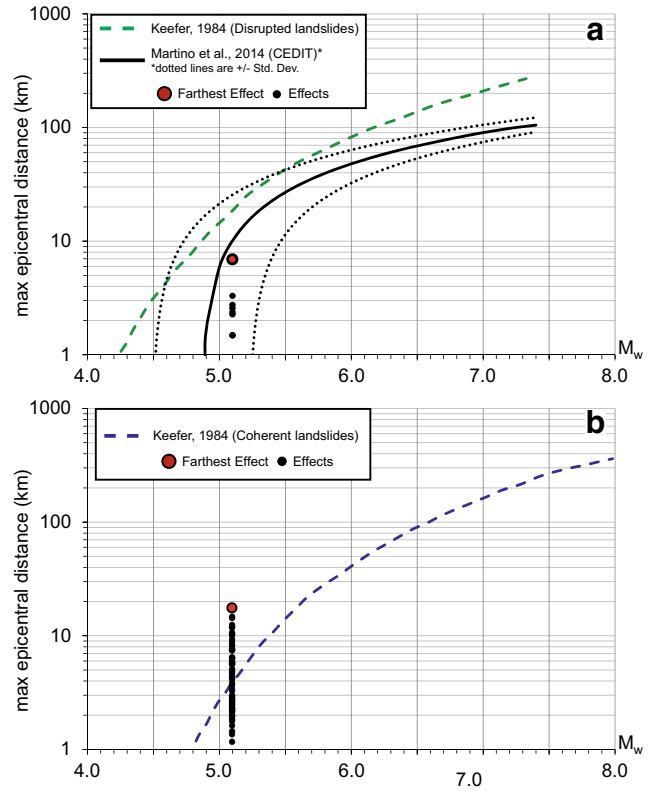 1000
100
10
1
max epicentral distance (km)
Keefer, 1984 (Disrupted landslides)
Martino et al., 2014 (CEDIT)*
*dotted lines are +/- Std. Dev.
Farthest Effect
Effects
a
4.0
5.0
6.0
7.0
8.0
Mw
1000
100
10
1
max epicentral distance (km)
Keefer, 1984 (Coherent landslides)
Farthest Effect
Effects
b
4.0
5.0
6.0
7.0
8.0
Mw